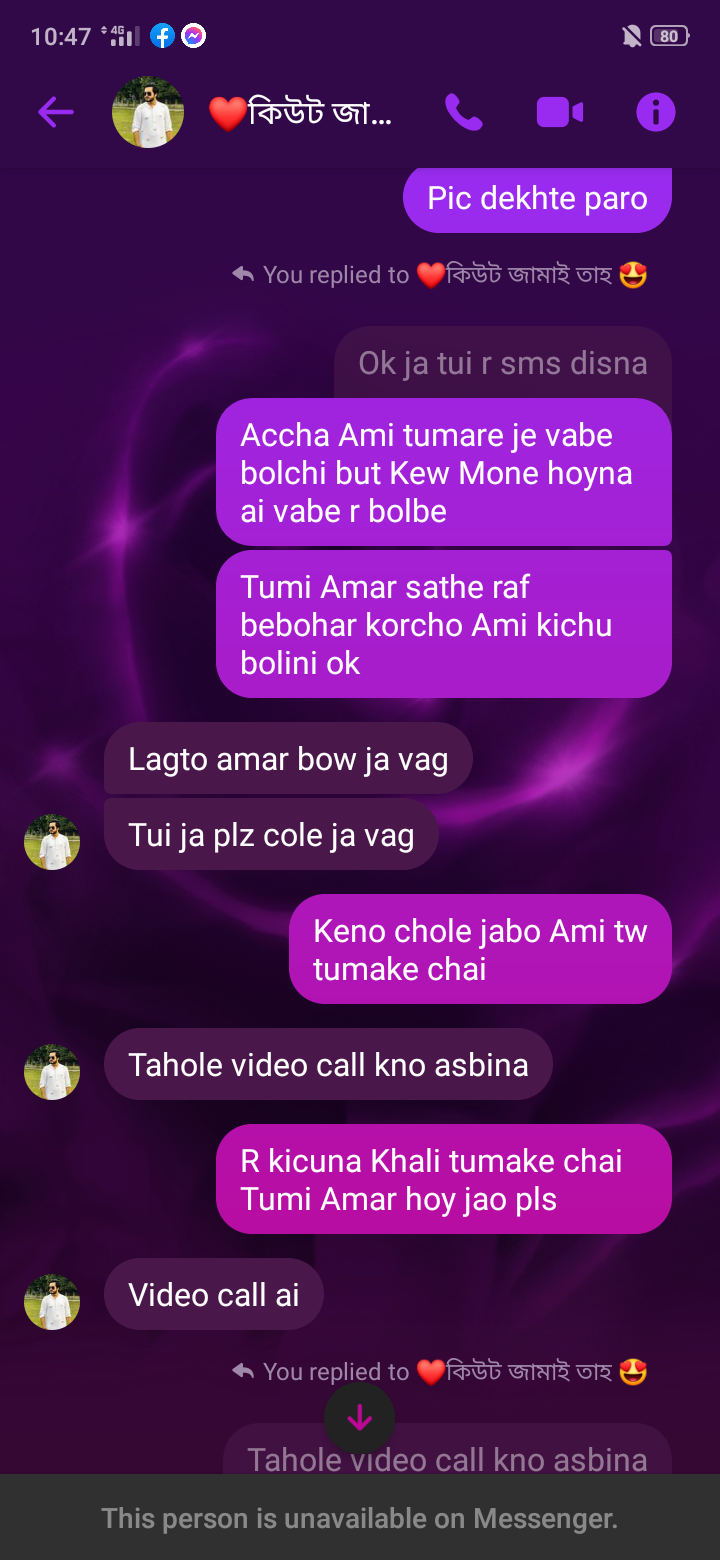 10:47 4G 80
❤️কিউট জা...
Pic dekhte paro
You replied to ❤️কিউট জামাই তাহ 😍
Ok ja tui r sms disna
Accha Ami tumare je vabe
bolchi but Kew Mone hoyna
ai vabe r bolbe
Tumi Amar sathe raf
bebohar korcho Ami kichu
bolini ok
Lagto amar bow ja vag
Tui ja plz cole ja vag
Keno chole jabo Ami tw
tumake chai
Tahole video call kno asbina
R kicuna Khali tumake chai
Tumi Amar hoy jao pls
Video call ai
You replied to ❤️কিউট জামাই তাহ 😍
Tahole video call kno asbina
This person is unavailable on Messenger.